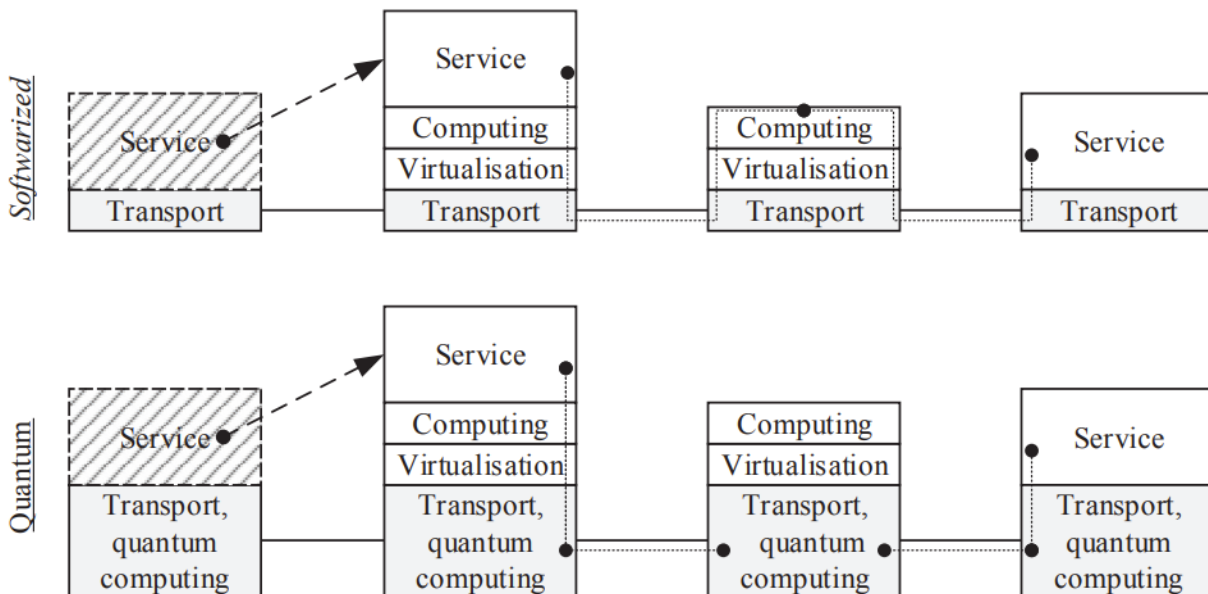 Softwarized
Service
Transport
Service
Computing
Virtualisation
Transport
Computing
Virtualisation
Transport
Service
Transport
Quantum
Service
Transport,
quantum
computing
Service
Computing
Virtualisation
Transport,
quantum
computing
Computing
Virtualisation
Transport,
quantum
computing
Service
Transport,
quantum
computing